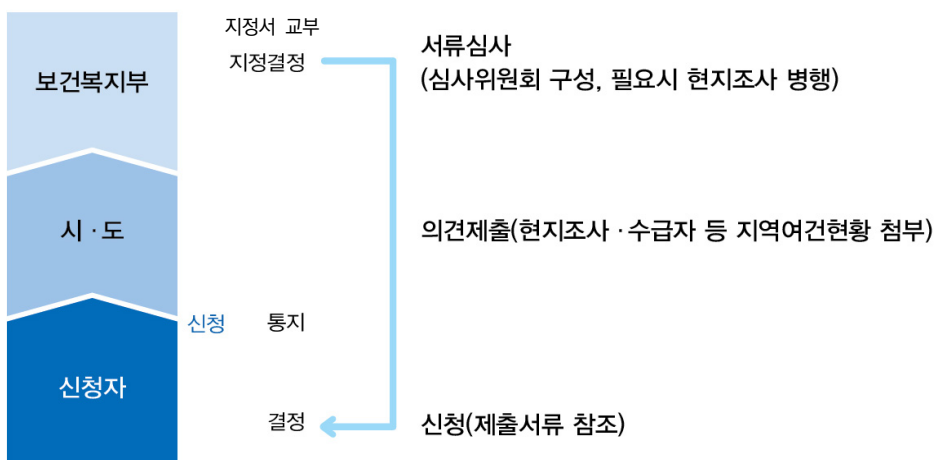 지정서 교부
지정결정
보건복지부
서류심사
(심사위원회 구성, 필요시 현지조사 병행)
시·도
의견제출(현지조사·수급자 등 지역여건현황 첨부)
신청
통지
신청자
결정
신청(제출서류 참조)